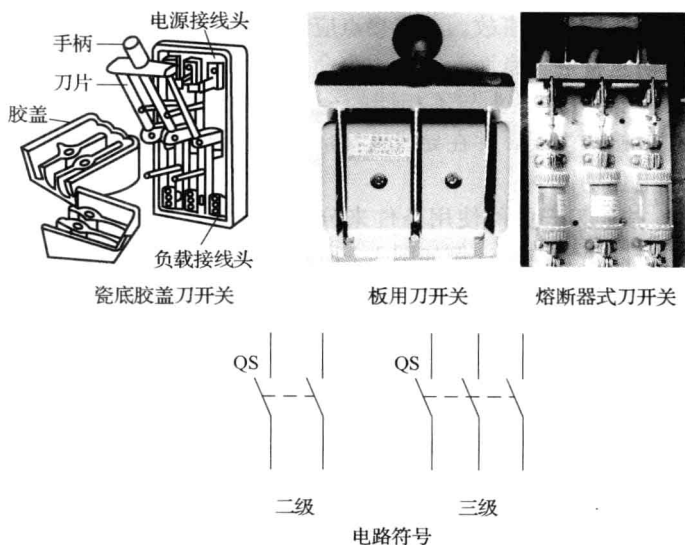 电源接线头
手柄
刀片
胶盖
负载接线头
瓷底胶盖刀开关
板用刀开关
熔断器式刀开关
QS
QS
二级
三级
电路符号